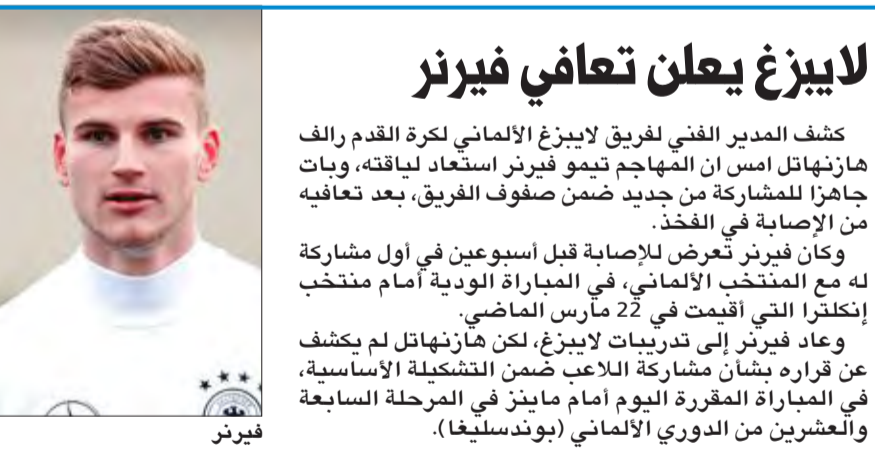 لايبزغ يعلن تعافي فيرنر
كشف المدير الفني لفريق لايبزغ الألماني لكرة القدم رالف
هازنهاتل امس ان المهاجم تيمو فيرنر استعاد لياقته، وبات
جاهزا للمشاركة من جديد ضمن صفوف الفريق، بعد تعافيه
من الإصابة في الفخذ.
وكان فيرنر تعرض للإصابة قبل أسبوعين في أول مشاركة
له مع المنتخب الألماني، في المباراة الودية أمام منتخب
إنكلترا التي أقيمت في 22 مارس الماضي.
وعاد فيرنر إلى تدريبات لايبزغ، لكن هازنهاتل لم يكشف
عن قراره بشأن مشاركة اللاعب ضمن التشكيلة الأساسية،
في المباراة المقررة اليوم أمام ماينز في المرحلة السابعة
والعشرين من الدوري الألماني (بوندسليغا).
فيرنر